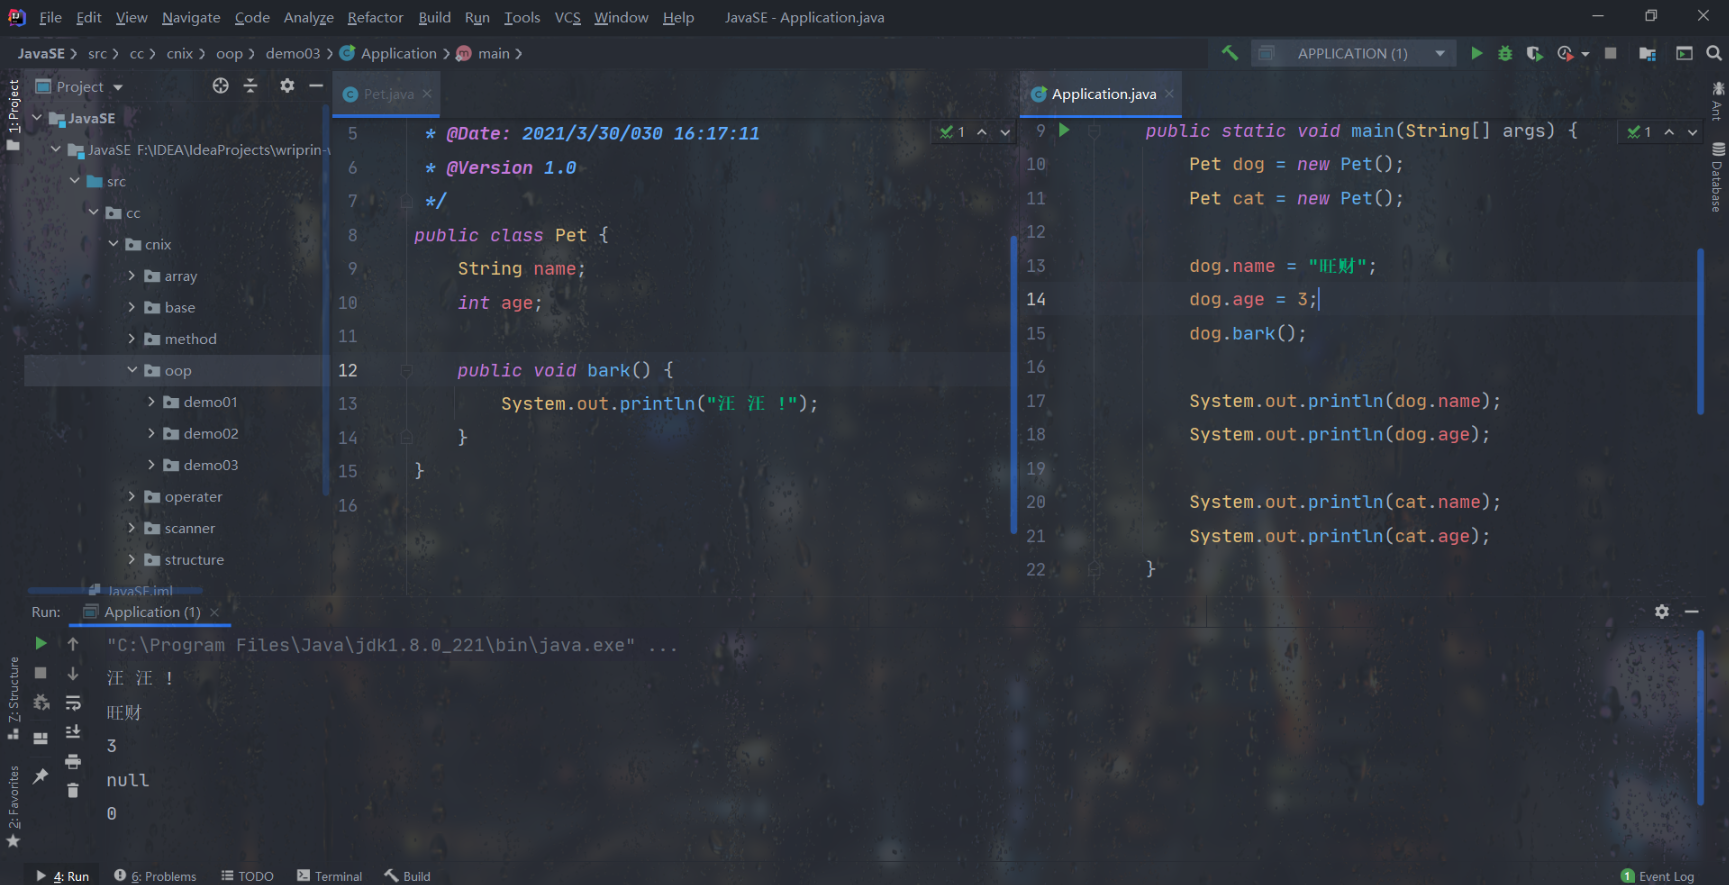 File Edit View Navigate Code Analyze Refactor Build Run Tools VCS Window Help JavaSE - Application.java
JavaSE src cc cnix oop demo03 Application main APPLICATION (1)
Project
Pet.java
Application.java
1: Project
JavaSE
JavaSE F:\IDEA\IdeaProjects\wriprin-
src
cc
cnix
array
base
method
oop
demo01
demo02
demo03
operater
scanner
structure
JavaSE.iml
5 * @Date: 2021/3/30/030 16:17:11
6 * @Version 1.0
7 */
8 public class Pet {
9 String name;
10 int age;
11
12 public void bark() {
13 System.out.println("汪 汪 !");
14 }
15 }
16
1
9 public static void main(String[] args) {
10 Pet dog = new Pet();
11 Pet cat = new Pet();
12
13 dog.name = "旺财";
14 dog.age = 3;
15 dog.bark();
16
17 System.out.println(dog.name);
18 System.out.println(dog.age);
19
20 System.out.println(cat.name);
21 System.out.println(cat.age);
22 }
1
Ant
Database
Run: Application (1)
"C:\Program Files\Java\jdk1.8.0_221\bin\java.exe" ...
汪 汪 !
旺财
3
null
0
7: Structure
2: Favorites
4: Run 6: Problems TODO Terminal Build 1 Event Log